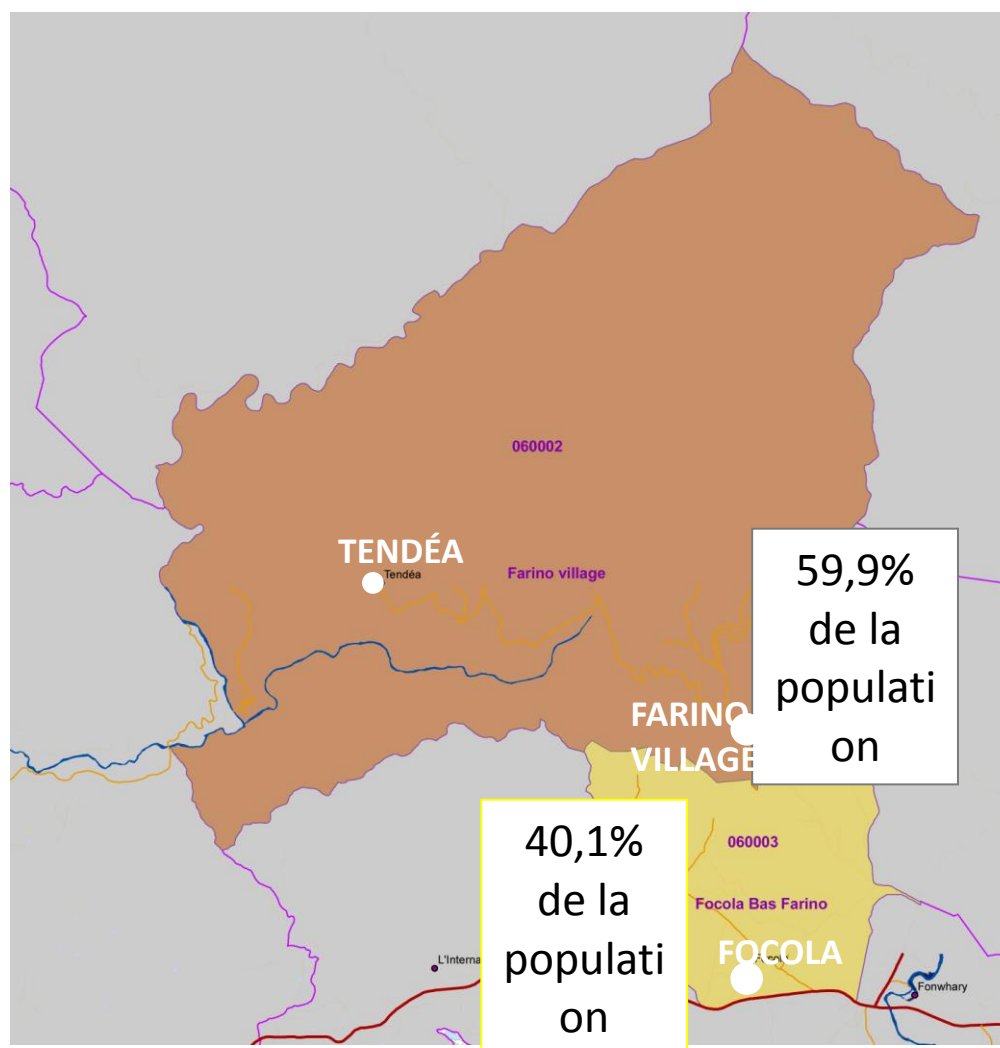 060002
TENDÉA
Tendéa
Farino village
59,9%
de la
populati
on
FARINO
VILLAGE
40,1%
de la
populati
on
060003
Focola Bas Farino
FOCOLA
L'Interna
Fonwhary